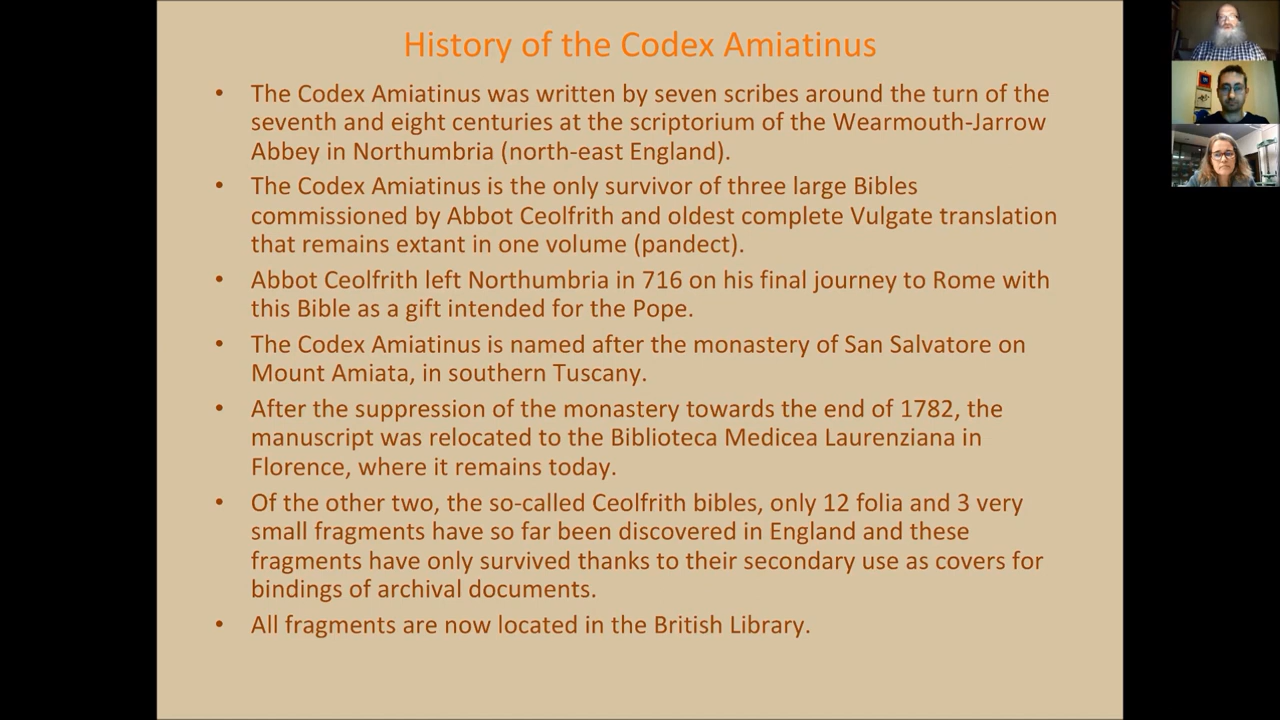 History of the Codex Amiatinus
• The Codex Amiatinus was written by seven scribes around the turn of the
seventh and eight centuries at the scriptorium of the Wearmouth-Jarrow
Abbey in Northumbria (north-east England).
• The Codex Amiatinus is the only survivor of three large Bibles
commissioned by Abbot Ceolfrith and oldest complete Vulgate translation
that remains extant in one volume (pandect).
• Abbot Ceolfrith left Northumbria in 716 on his final journey to Rome with
this Bible as a gift intended for the Pope.
• The Codex Amiatinus is named after the monastery of San Salvatore on
Mount Amiata, in southern Tuscany.
• After the suppression of the monastery towards the end of 1782, the
manuscript was relocated to the Biblioteca Medicea Laurenziana in
Florence, where it remains today.
• Of the other two, the so-called Ceolfrith bibles, only 12 folia and 3 very
small fragments have so far been discovered in England and these
fragments have only survived thanks to their secondary use as covers for
bindings of archival documents.
• All fragments are now located in the British Library.